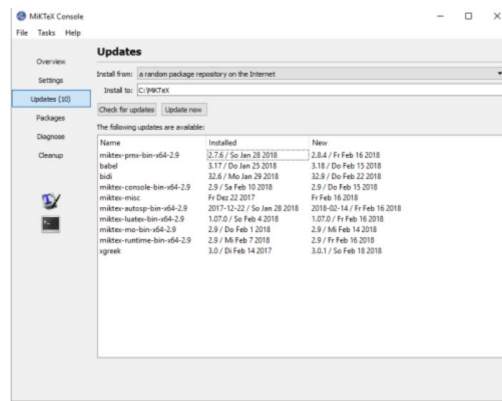 MiKTeX Console
File Tasks Help
Overview
Settings
Updates (10)
Packages
Diagnose
Cleanup
Updates
Install from: a random package repository on the Internet
Install to: C:\MiKTeX
Check for updates Update now
The following updates are available:
Name Installed New
miktex-pmx-bin-x64-2.9 2.7.6 / So Jan 28 2018 2.8.4 / Fr Feb 16 2018
babel 3.17 / Do Jan 25 2018 3.18 / Do Feb 15 2018
bidi 32.6 / Mo Jan 29 2018 32.9 / Do Feb 22 2018
miktex-console-bin-x64-2.9 2.9 / Sa Feb 10 2018 2.9 / Do Feb 15 2018
miktex-misc Fr Dez 22 2017 Fr Feb 16 2018
miktex-autosp-bin-x64-2.9 2017-12-22 / So Jan 28 2018 2018-02-14 / Fr Feb 16 2018
miktex-luatex-bin-x64-2.9 1.07.0 / So Feb 4 2018 1.07.0 / Fr Feb 16 2018
miktex-mo-bin-x64-2.9 2.9 / Do Feb 1 2018 2.9 / Mi Feb 14 2018
miktex-runtime-bin-x64-2.9 2.9 / Mi Feb 7 2018 2.9 / Fr Feb 16 2018
xgreek 3.0 / Di Feb 14 2017 3.0.1 / So Feb 18 2018